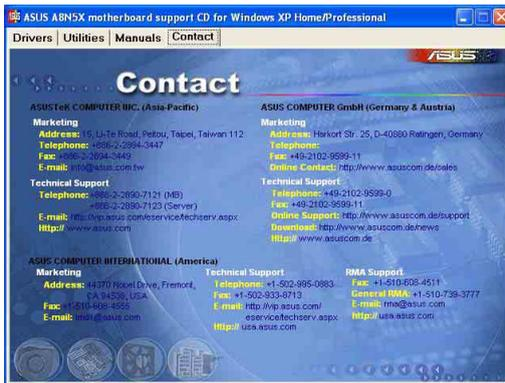 ASUS A8N5X motherboard support CD for Windows XP Home/Professional
Drivers Utilities Manuals Contact
ASUS
Contact
ASUSTeK COMPUTER INC. (Asia-Pacific)
Marketing
Address: 15, Li-Te Road, Peitou, Taipei, Taiwan 112
Telephone: +886-2-2894-3447
Fax: +886-2-2894-3449
E-mail: info@asus.com.tw
Technical Support
Telephone: +886-2-2890-7121 (MB)
+886-2-2890-7123 (Server)
E-mail: http://vip.asus.com/eservice/techserv.aspx
Http:// www.asus.com
ASUS COMPUTER GmbH (Germany & Austria)
Marketing
Address: Harkort Str. 25, D-40880 Ratingen, Germany
Telephone:
Fax: +49-2102-9599-11
Online Contact: http://www.asuscom.de/sales
Technical Support
Telephone: +49-2102-9599-0
Fax: +49-2102-9599-11
Online Support: http://www.asuscom.de/support
Download: http://www.asuscom.de/news
Http:// www.asuscom.de
ASUS COMPUTER INTERNATIONAL (America)
Marketing
Address: 44370 Nobel Drive, Fremont,
CA 94538, USA
Fax: +1-510-608-4555
E-mail: @asus.com
Technical Support
Telephone: +1-502-995-0883
Fax: +1-502-933-8713
E-mail: http://vip.asus.com/
eservice/techserv.aspx
Http:// usa.asus.com
RMA Support
Fax: +1-510-608-4511
General RMA: +1-510-739-3777
E-mail: rma@asus.com
http:// usa.asus.com